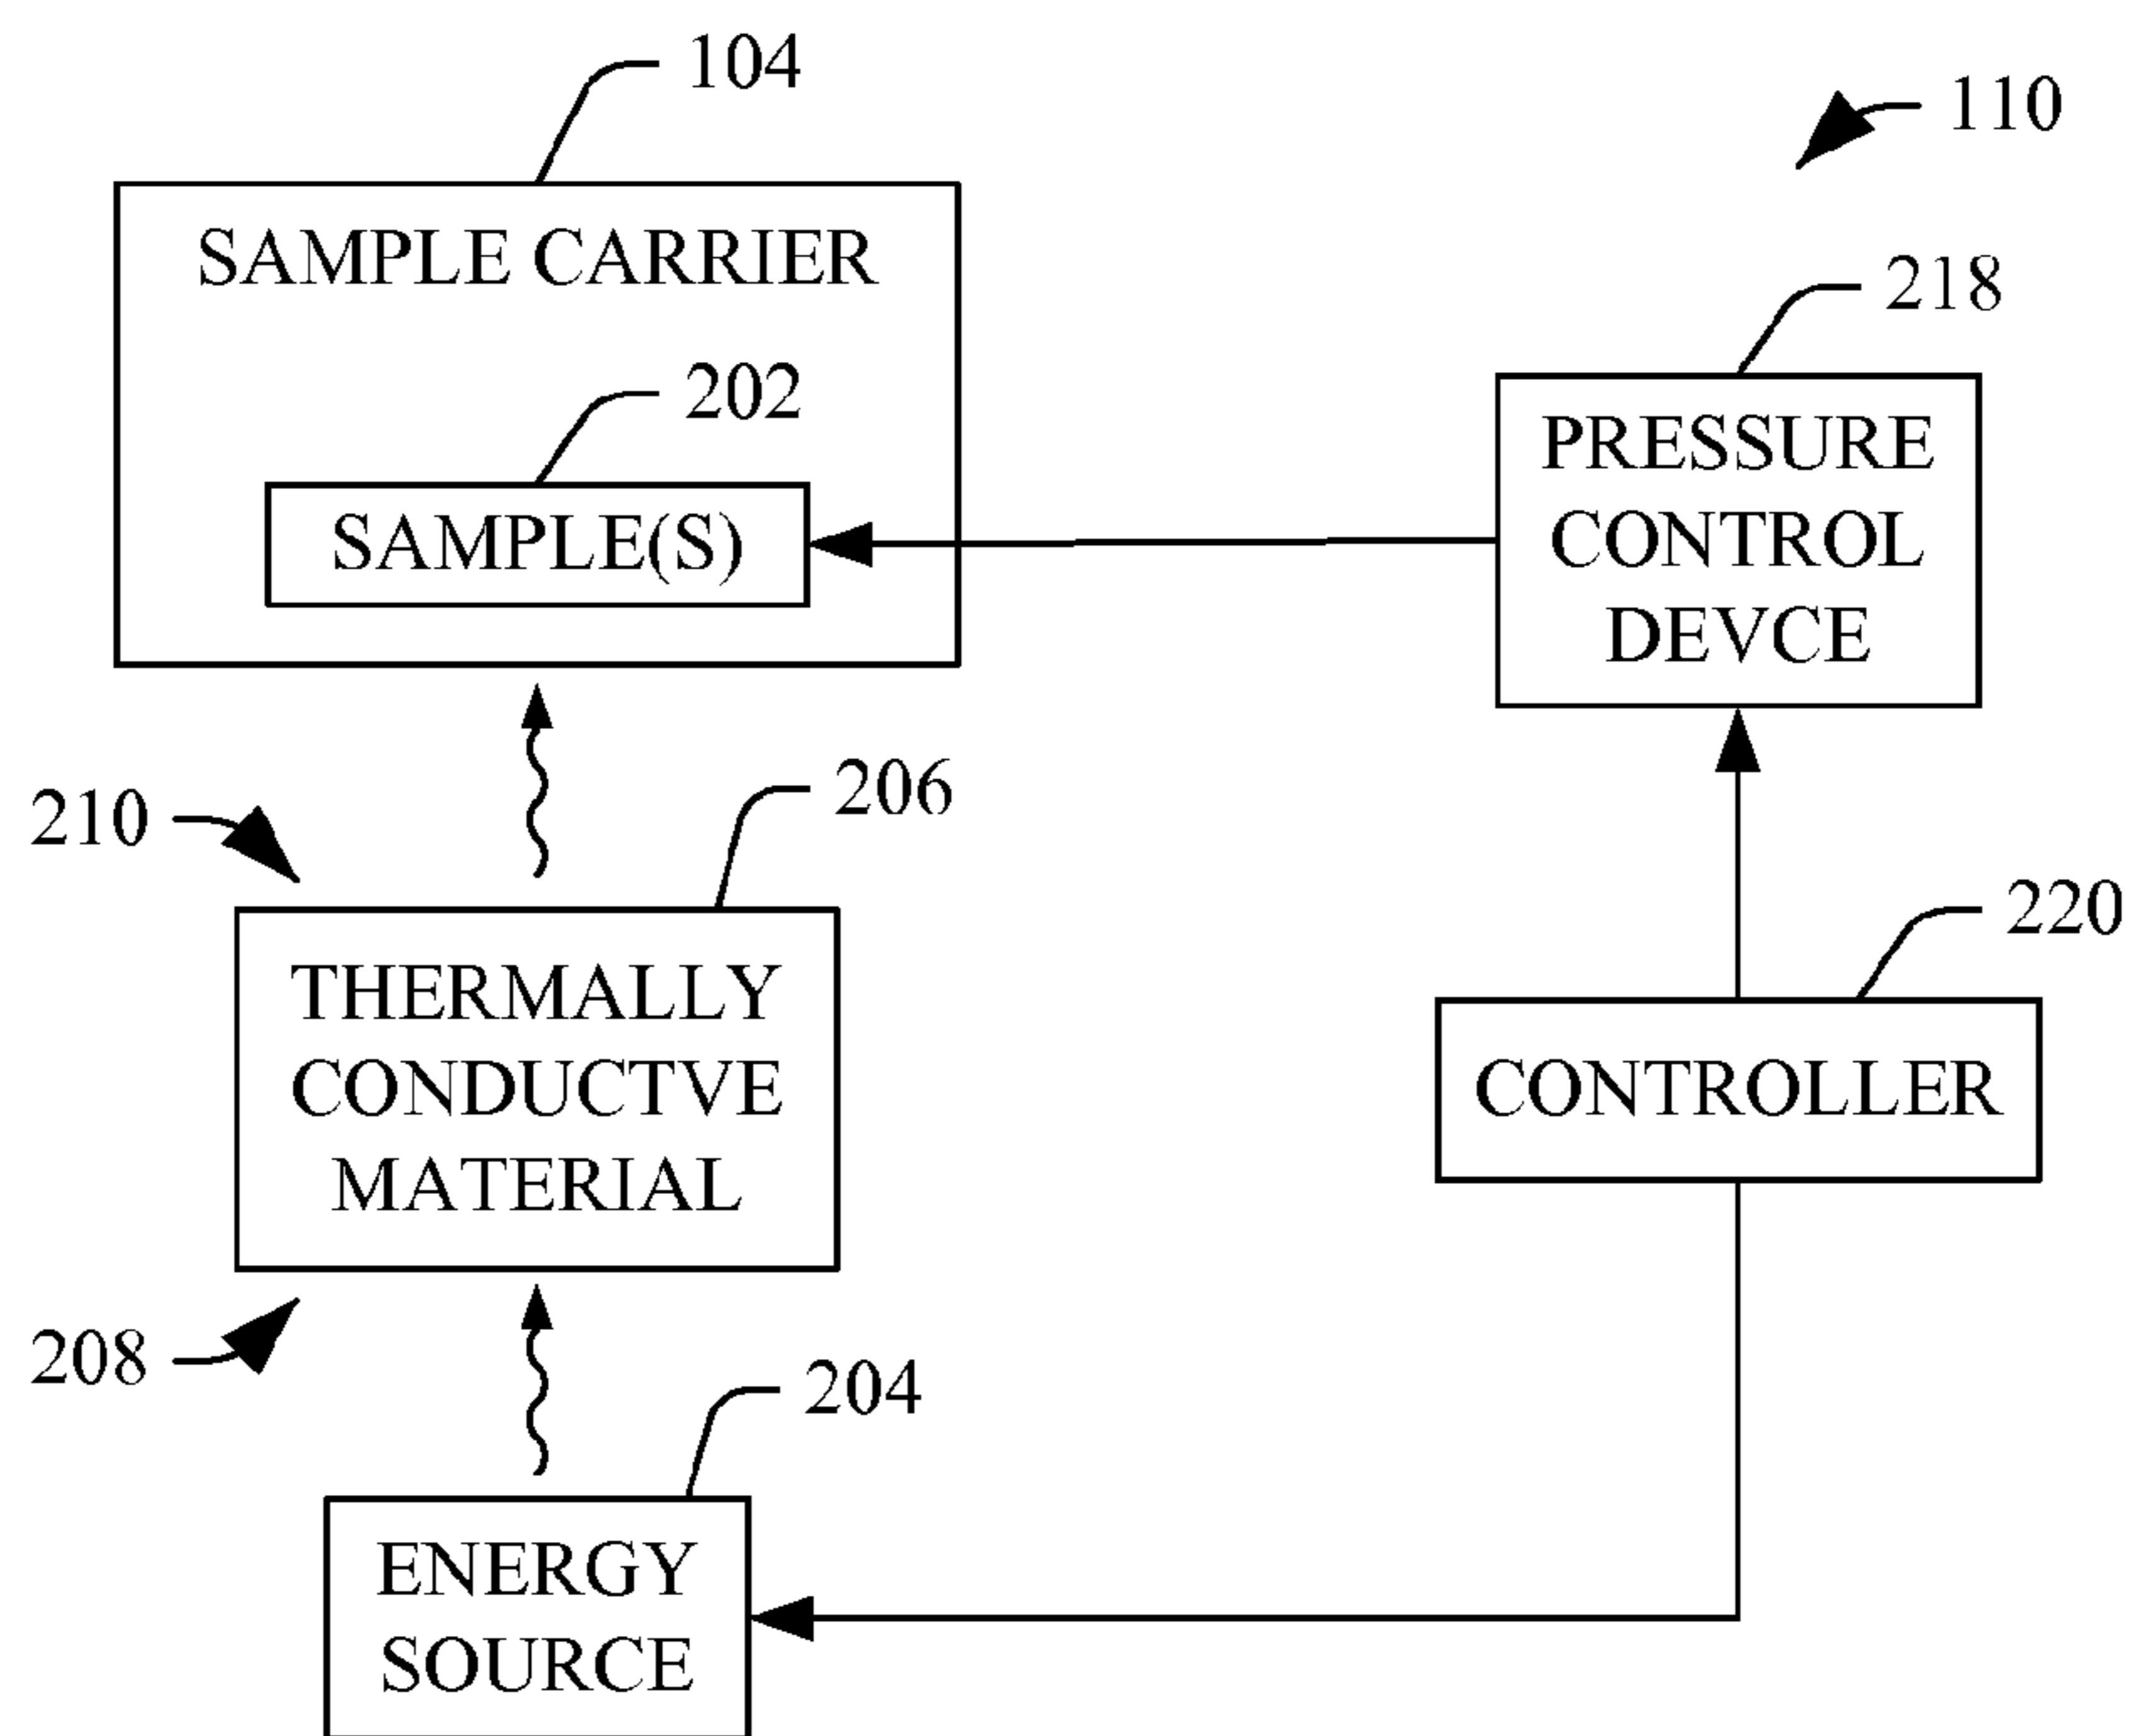 104
110
SAMPLE CARRIER
218
202
PRESSURE
CONTROL
DEVCE
SAMPLE(S)
206
210
220
THERMALLY
CONDUCTVE
MATERIAL
CONTROLLER
208
204
ENERGY
SOURCE